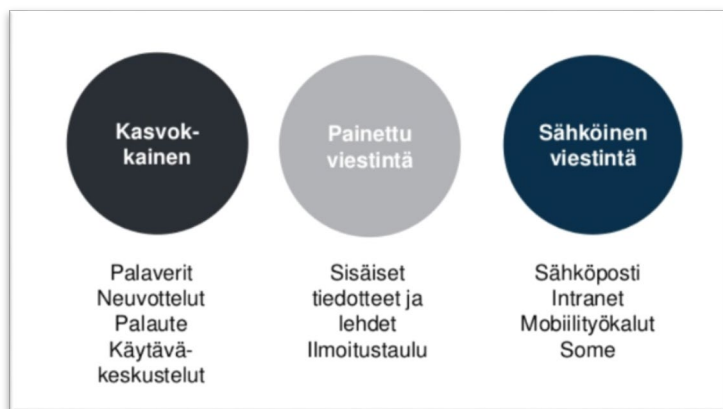 Kasvok-
kainen
Painettu
viestintä
Sähköinen
viestintä
Palaverit
Neuvottelut
Palaute
Käytävä-
keskustelut
Sisäiset
tiedotteet ja
lehdet
Ilmoitustaulu
Sähköposti
Intranet
Mobiilityökalut
Some